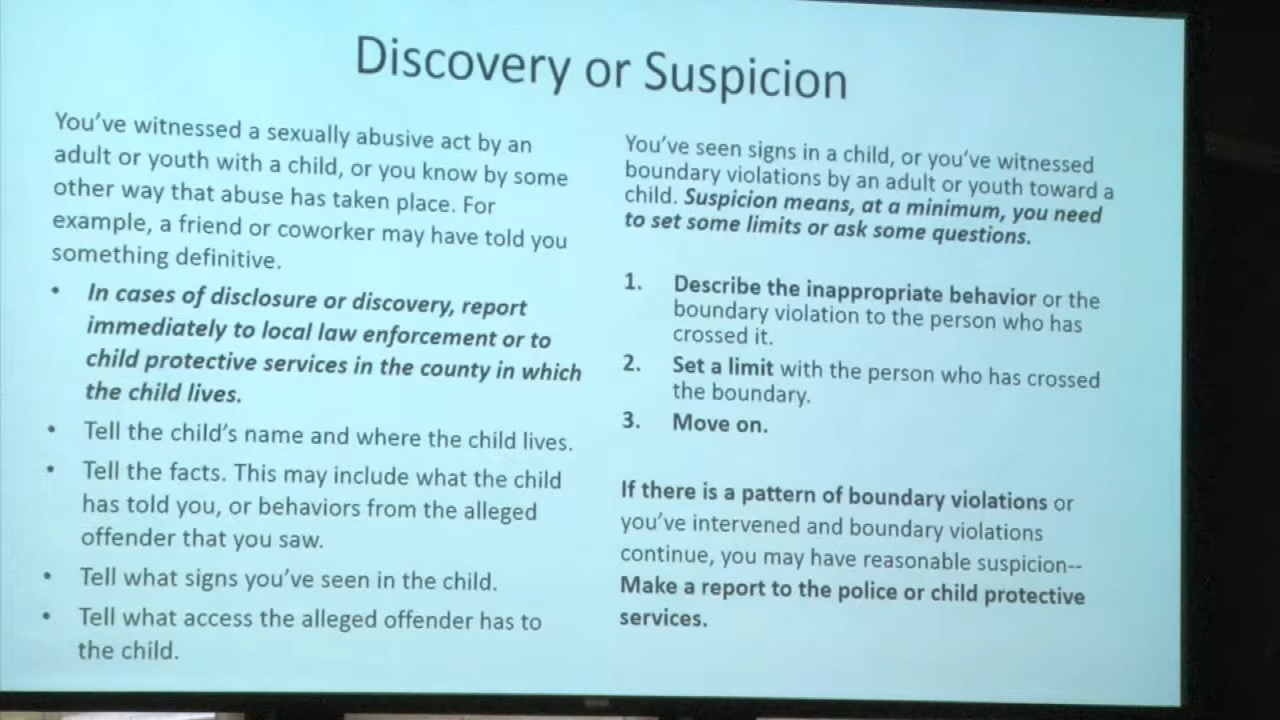 Discovery or Suspicion
You've witnessed a sexually abusive act by an
adult or youth with a child, or you know by some
other way that abuse has taken place. For
example, a friend or coworker may have told you
something definitive.
• In cases of disclosure or discovery, report
immediately to local law enforcement or to
child protective services in the county in which
the child lives.
• Tell the child's name and where the child lives.
• Tell the facts. This may include what the child
has told you, or behaviors from the alleged
offender that you saw.
• Tell what signs you've seen in the child.
• Tell what access the alleged offender has to
the child.
You've seen signs in a child, or you've witnessed
boundary violations by an adult or youth toward a
child. Suspicion means, at a minimum, you need
to set some limits or ask some questions.
1. Describe the inappropriate behavior or the
boundary violation to the person who has
crossed it.
2. Set a limit with the person who has crossed
the boundary.
3. Move on.
If there is a pattern of boundary violations or
you've intervened and boundary violations
continue, you may have reasonable suspicion--
Make a report to the police or child protective
services.